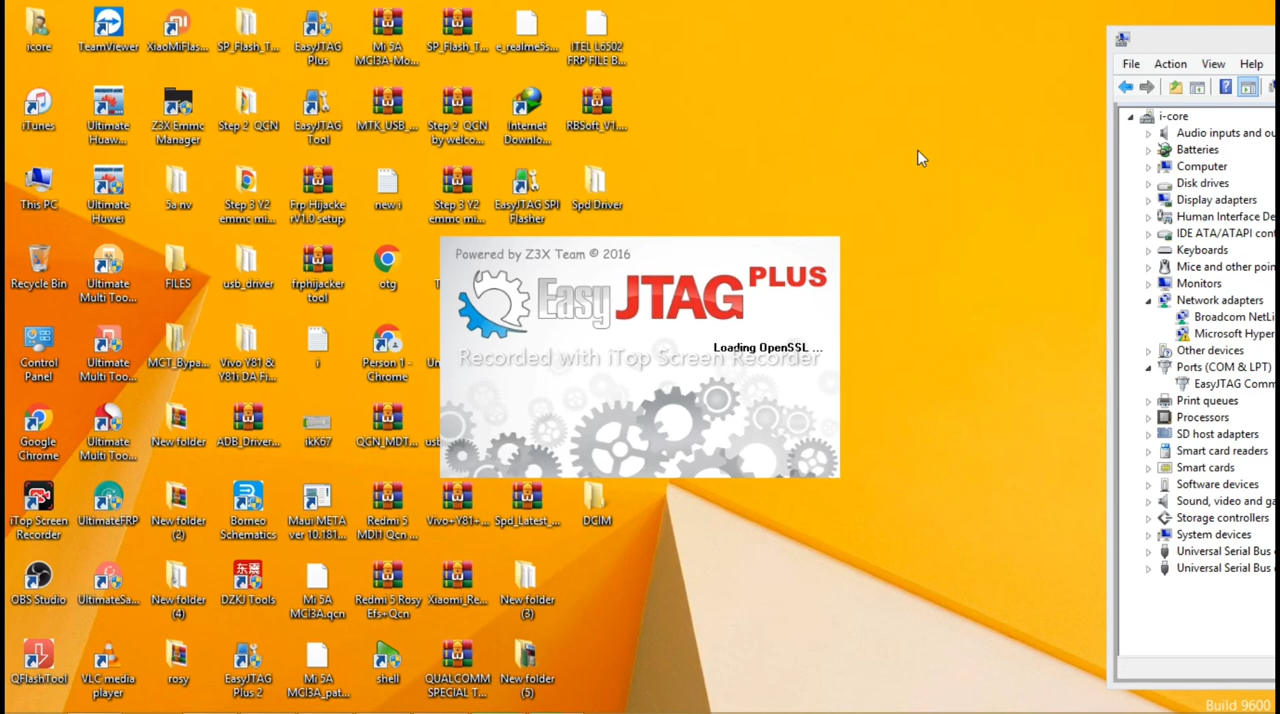 icore
TeamViewer
XiaoMiFlas...
SP_Flash_T...
EasyJTAG
Plus
Mi 5A
MCI3A-Mo...
SP_Flash_T...
e_realme5s...
ITEL L6502
FRP FILE B...
iTunes
Ultimate
Huaw...
Z3X Emmc
Manager
Step 2 QCN
EasyJTAG
Tool
MTK_USB_...
Step 2 QCN
by welco...
Internet
Downlo...
RBSoft_V1....
This PC
Ultimate
Huwei
5a nv
Step 3 Y2
emmc mi...
Frp Hijacke
rV1.0 setup
new i
Step 3 Y2
emmc mi...
EasyJTAG SPI
Flasher
Spd Driver
Recycle Bin
Ultimate
Multi Too...
FILES
usb_driver
frphijacker
tool
otg
Control
Panel
Ultimate
Multi Too...
MCT_Bypa...
Vivo Y81 &
Y81i DA Fi...
i
Person 1 -
Chrome
Google
Chrome
Ultimate
Multi Too...
New folder
ADB_Driver...
ikK67
QCN_MDT...
iTop Screen
Recorder
UltimateFRP
New folder
(2)
Borneo
Schematics
Maui META
ver 10.181...
Redmi 5
MDI1 Qcn ...
Vivo+Y81+...
Spd_Latest_...
DCIM
OBS Studio
UltimateSa...
New folder
(4)
东震
DZKJ Tools
Mi 5A
MCI3A.qcn
Redmi 5 Rosy
Efs+Qcn
Xiaomi_Re...
New folder
(3)
QFlashTool
VLC media
player
rosy
EasyJTAG
Plus 2
Mi 5A
MCI3A_pat...
shell
QUALCOMM
SPECIAL T...
New folder
(5)
Powered by Z3X Team © 2016
Easy JTAG PLUS
Loading OpenSSL ...
Recorded with iTop Screen Recorder
File Action View Help
i-core
Audio inputs and ou
Batteries
Computer
Disk drives
Display adapters
Human Interface De
IDE ATA/ATAPI cont
Keyboards
Mice and other poin
Monitors
Network adapters
Broadcom NetLi
Microsoft Hyper
Other devices
Ports (COM & LPT)
EasyJTAG Comm
Print queues
Processors
SD host adapters
Smart card readers
Smart cards
Software devices
Sound, video and ga
Storage controllers
System devices
Universal Serial Bus
Universal Serial Bus
Build 9600